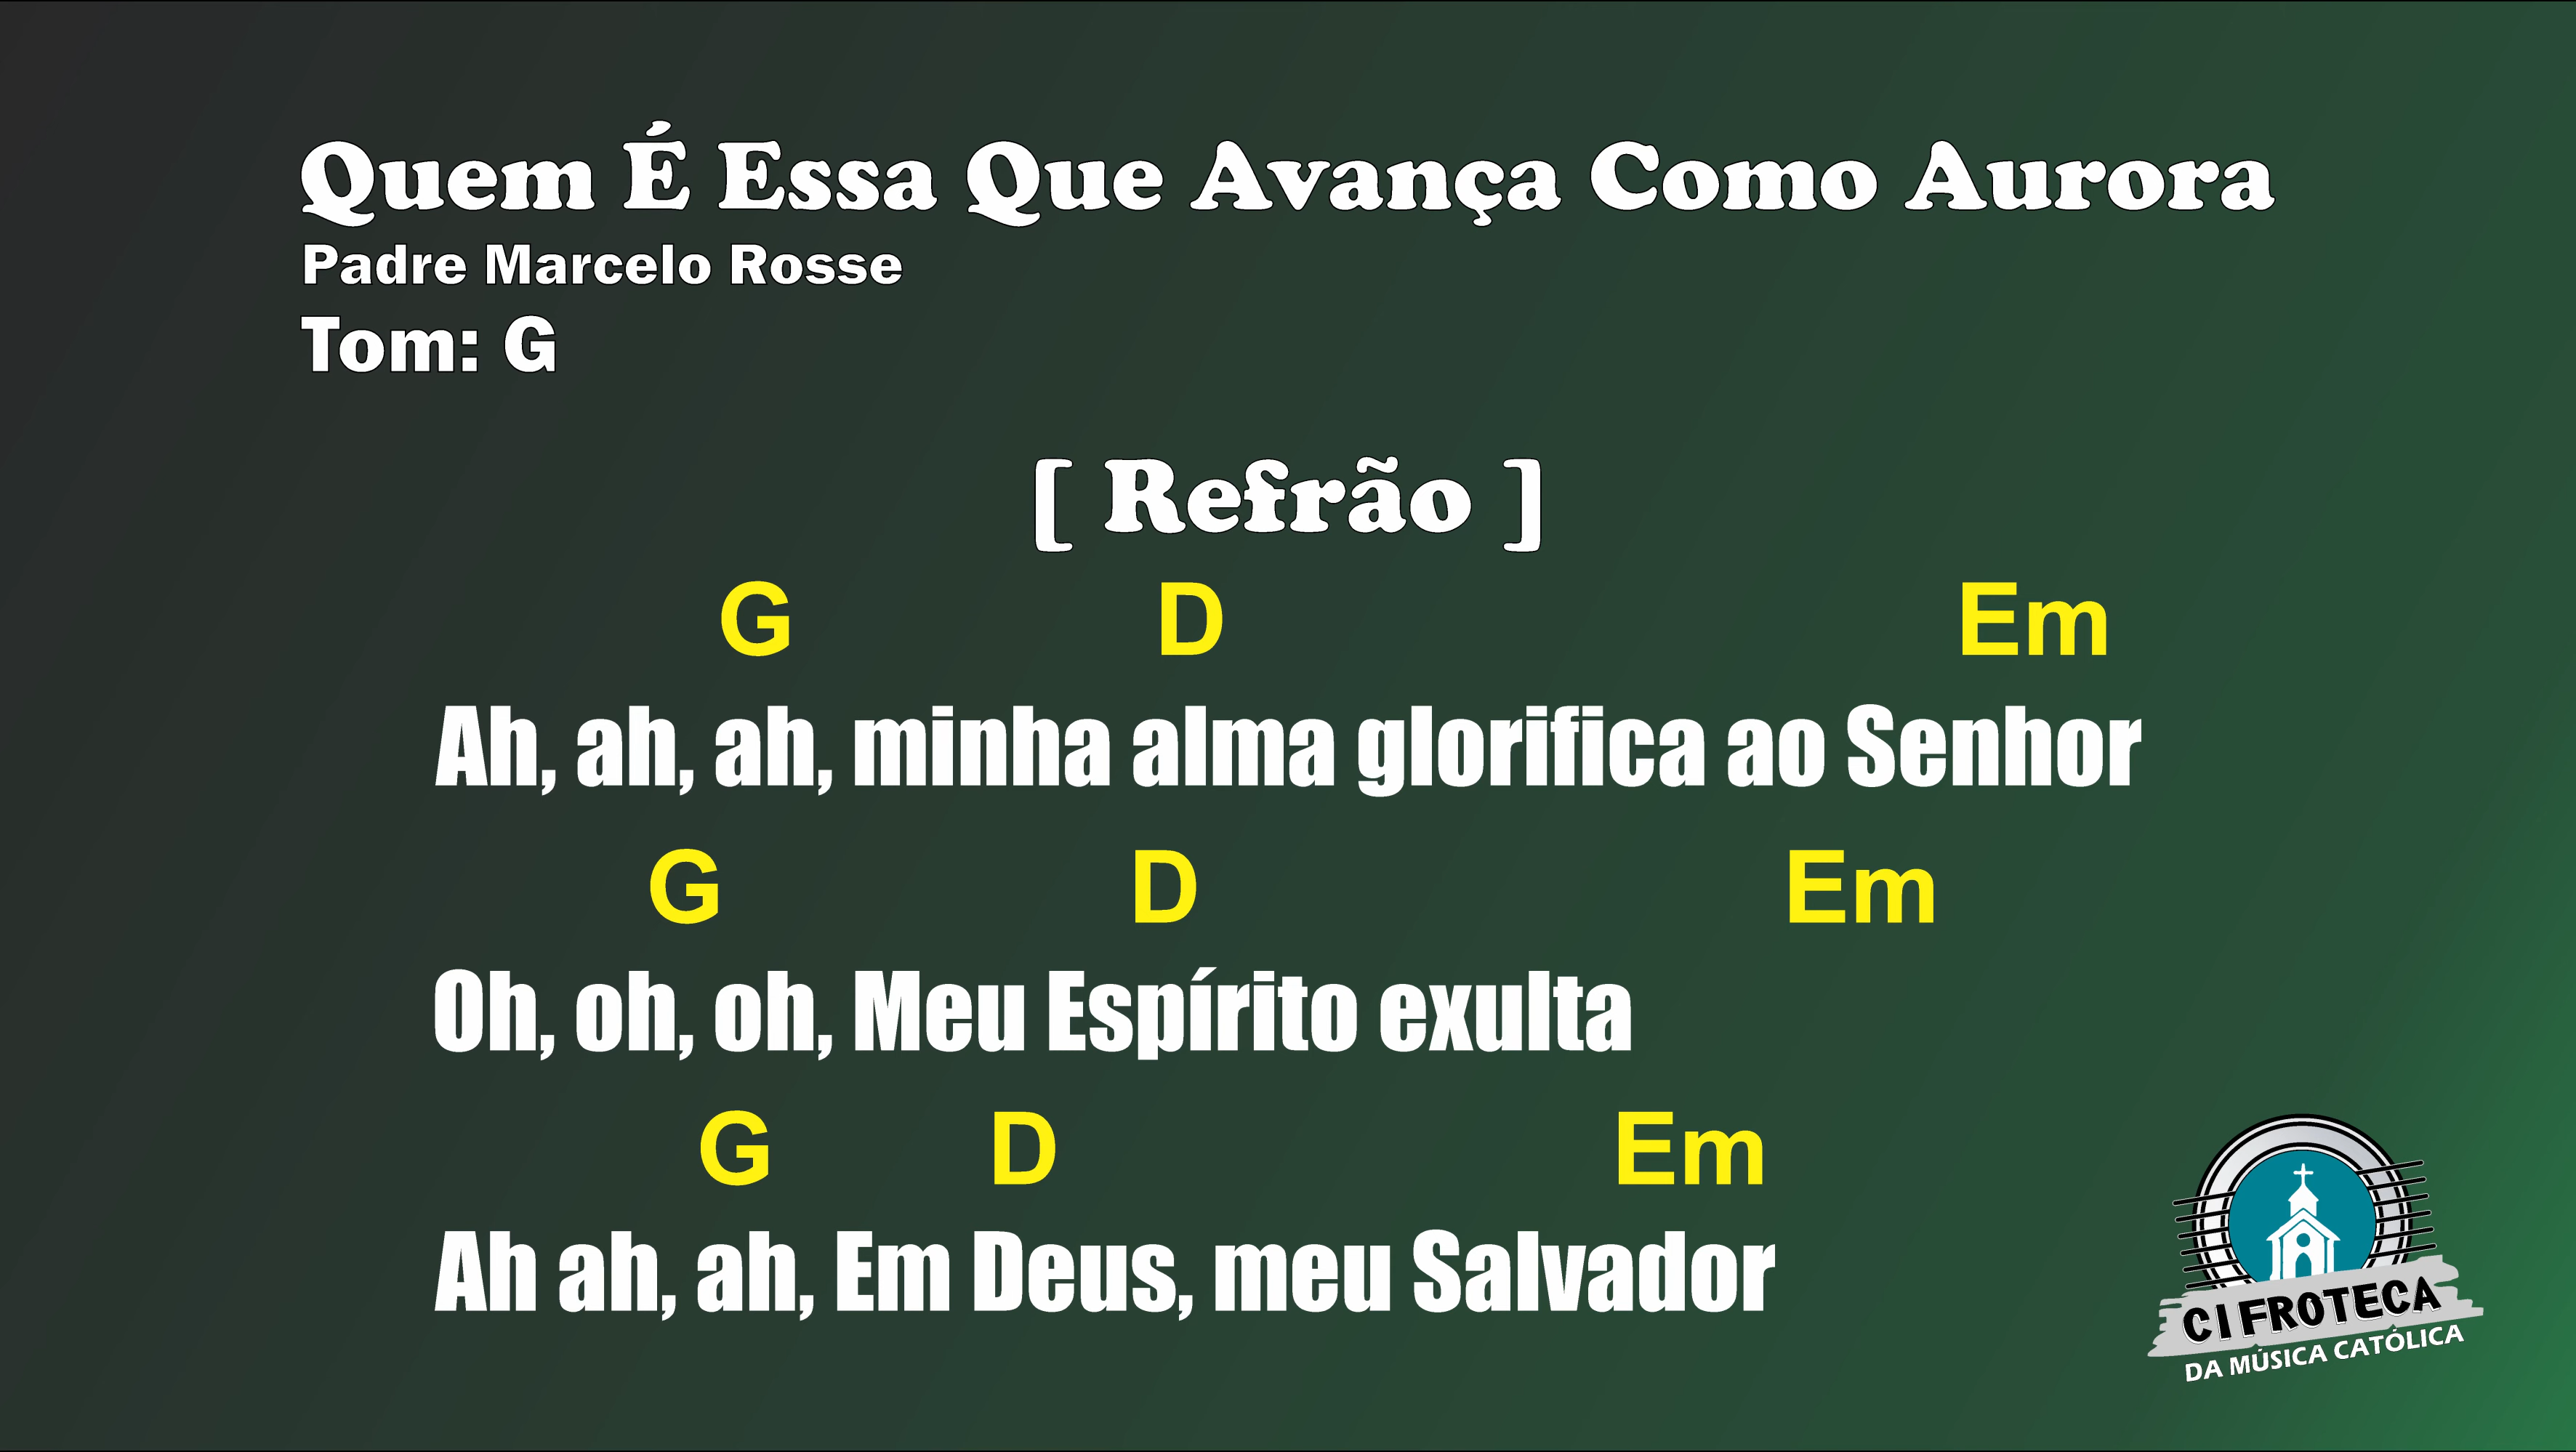 Quem É Essa Que Avança Como Aurora
Padre Marcelo Rosse
Tom: G
[ Refrão ]
G D Em
Ah, ah, ah, minha alma glorifica ao Senhor
G D Em
Oh, oh, oh, Meu Espírito exulta
G D Em
Ah ah, ah, Em Deus, meu Salvador
CIFROTECA
DA MÚSICA CATÓLICA